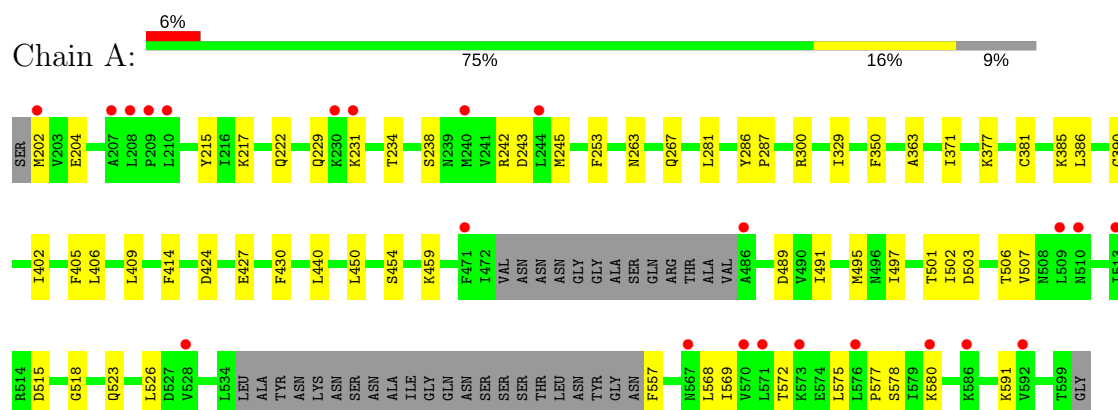 6%
Chain A:
75% 16% 9%
SER M202 V203 E204 A207 L208 P209 L210 Y215 I216 K217 Q222 Q229 K230 K231 T234 S238 N239 M240 V241 R242 D243 L244 M245 F253 N263 Q267 L281 Y286 P287 R300 I329 F350 A363 I371 K377 C381 K385 L386
I402 F405 L406 L409 F414 D424 E427 F430 L440 L450 S454 K459 F471 I472 VAL ASN ASN ASN GLY GLY ALA SER GLN ARG THR ALA VAL A486 D489 V490 I491 M495 N496 I497 T501 I502 D503 T506 V507 N508 L509 N510
R514 D515 G518 Q523 L526 D527 V528 L534 LEU ALA TYR ASN LYS ASN SER ASN ALA ILE GLY GLN ASN SER SER SER THR LEU ASN TYR GLY ASN F557 N567 L568 I569 V570 L571 T572 K573 E574 L575 L576 P577 S578 I579 K580 K586 K591 V592 T599 GLY